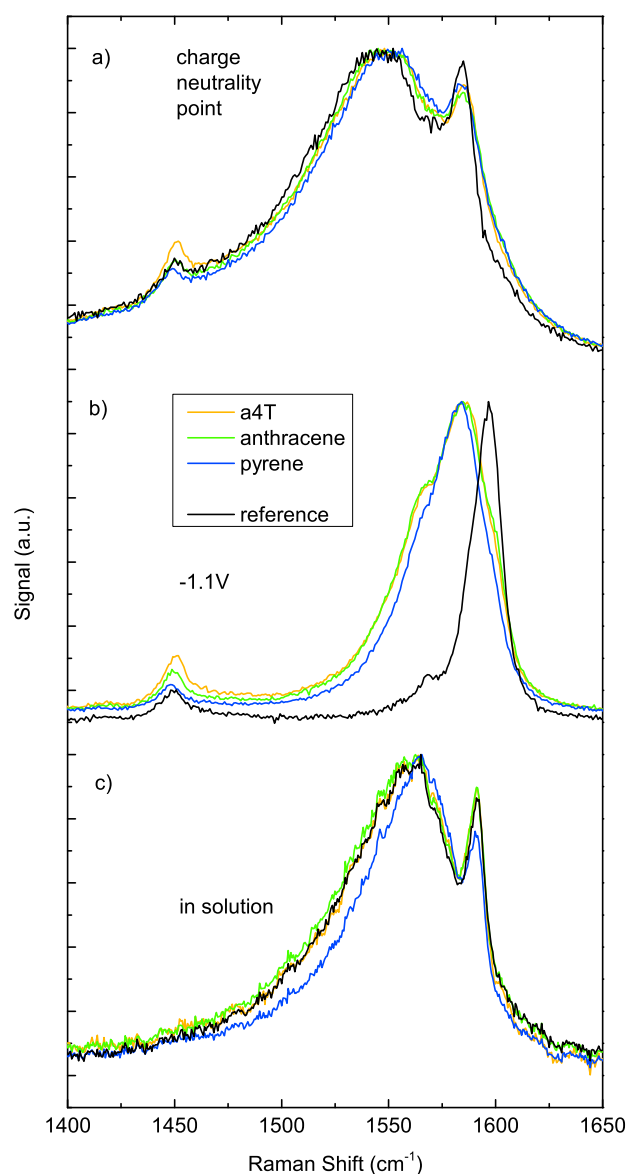 a)
charge
neutrality
point
b)
a4T
anthracene
pyrene
reference
-1.1V
Signal (a.u.)
c)
in solution
1400 1450 1500 1550 1600 1650
Raman Shift (cm⁻¹)